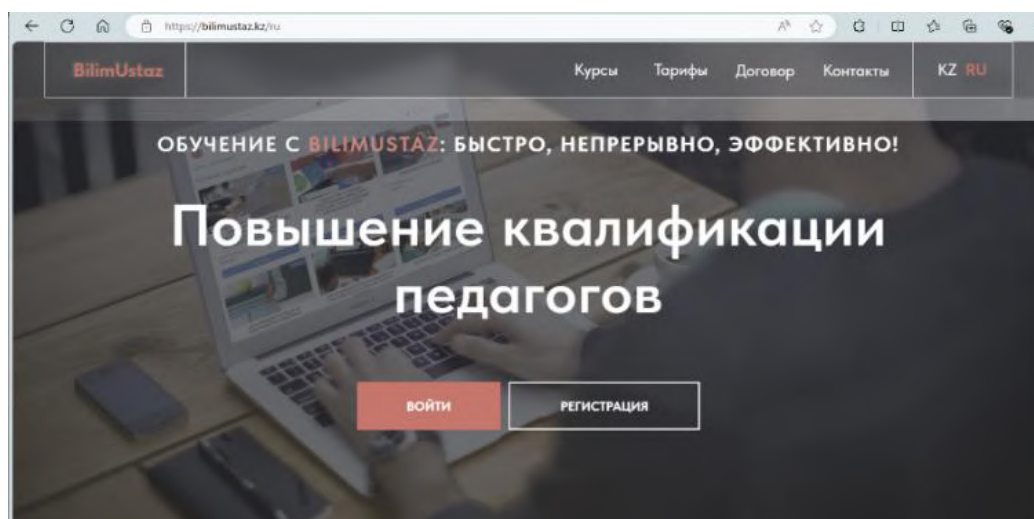 https://bilimustaz.kz/ru
BilimUstaz
Курсы Тарифы Договор Контакты KZ RU
ОБУЧЕНИЕ С BILIMUSTAZ: БЫСТРО, НЕПРЕРЫВНО, ЭФФЕКТИВНО!
Повышение квалификации
педагогов
ВОЙТИ РЕГИСТРАЦИЯ